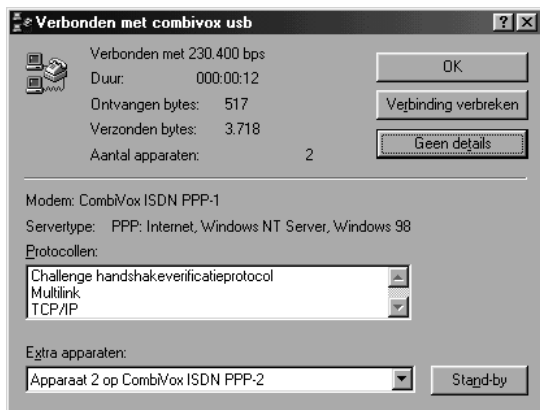 Verbonden met combivox usb
Verbonden met 230.400 bps
OK
Duur: 000:00:12
Ontvangen bytes: 517
Verbinding verbreken
Verzonden bytes: 3.718
Geen details
Aantal apparaten: 2
Modem: CombiVox ISDN PPP-1
Servertype: PPP: Internet, Windows NT Server, Windows 98
Protocollen:
Challenge handshakeverificatieprotocol
Multilink
TCP/IP
Extra apparaten:
Apparaat 2 op CombiVox ISDN PPP-2
Stand-by